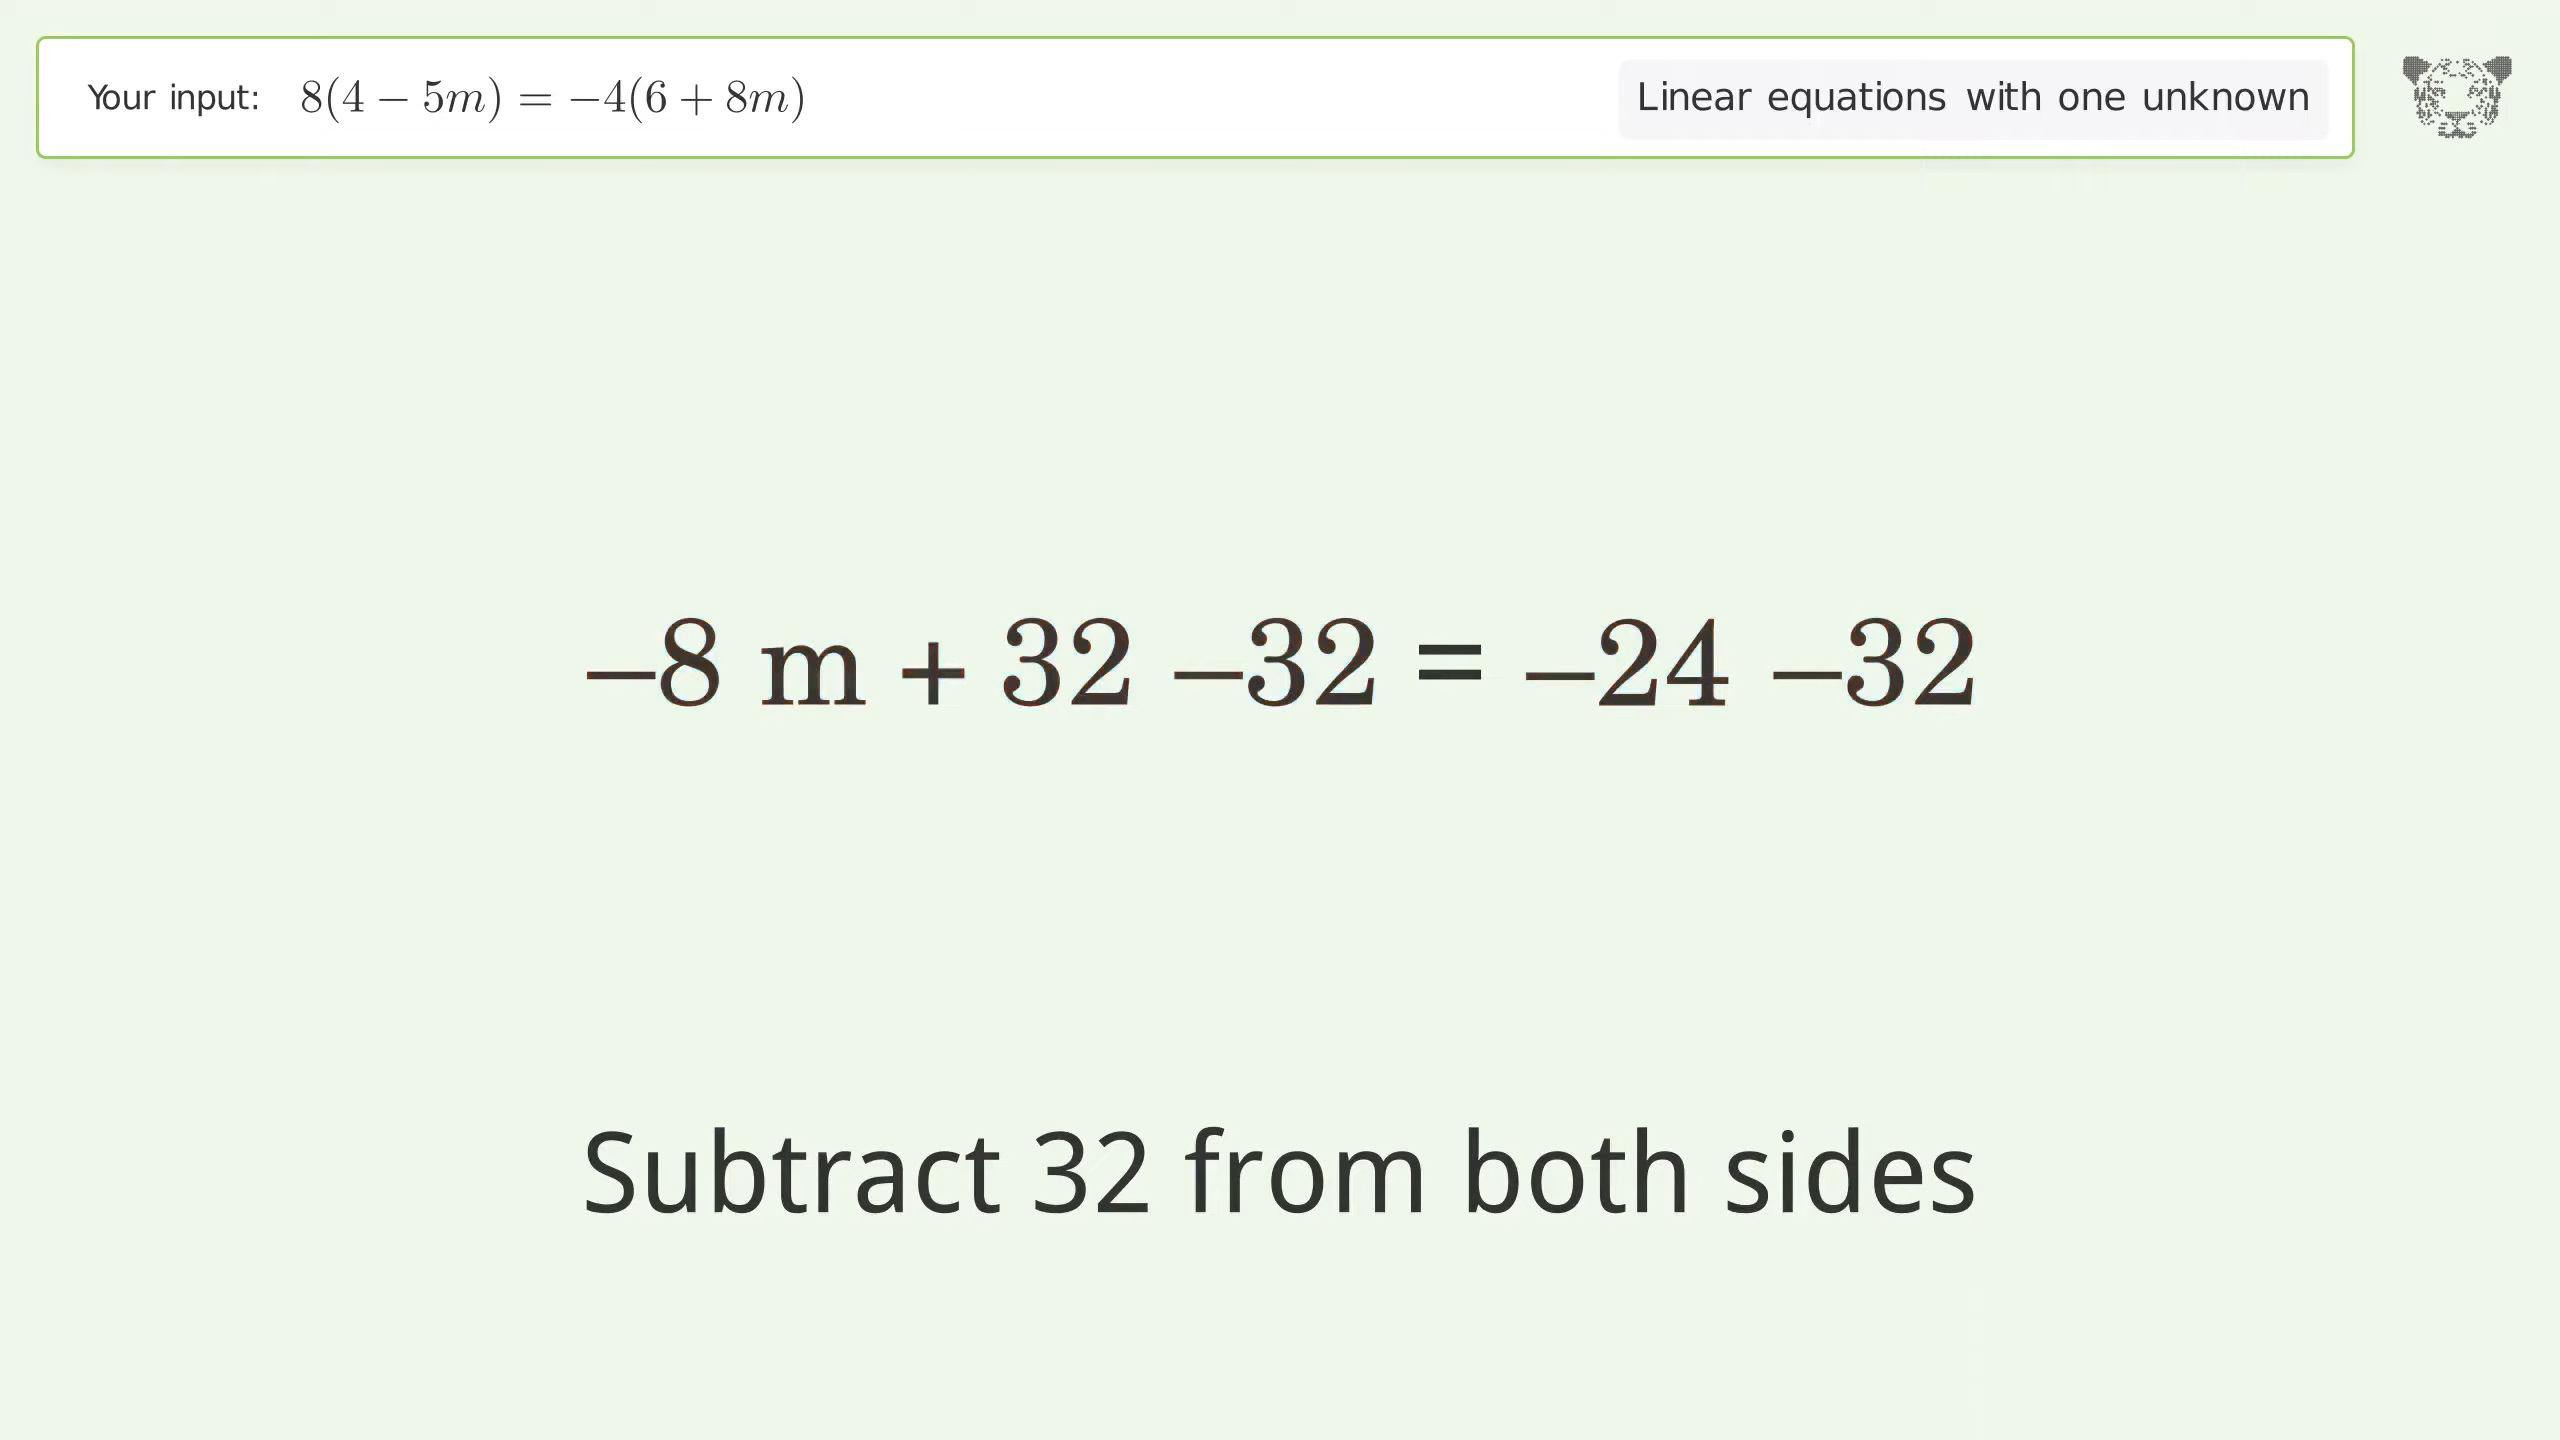 Your input: 8(4 − 5m) = −4(6 + 8m) Linear equations with one unknown
−8 m + 32 −32 = −24 −32
Subtract 32 from both sides